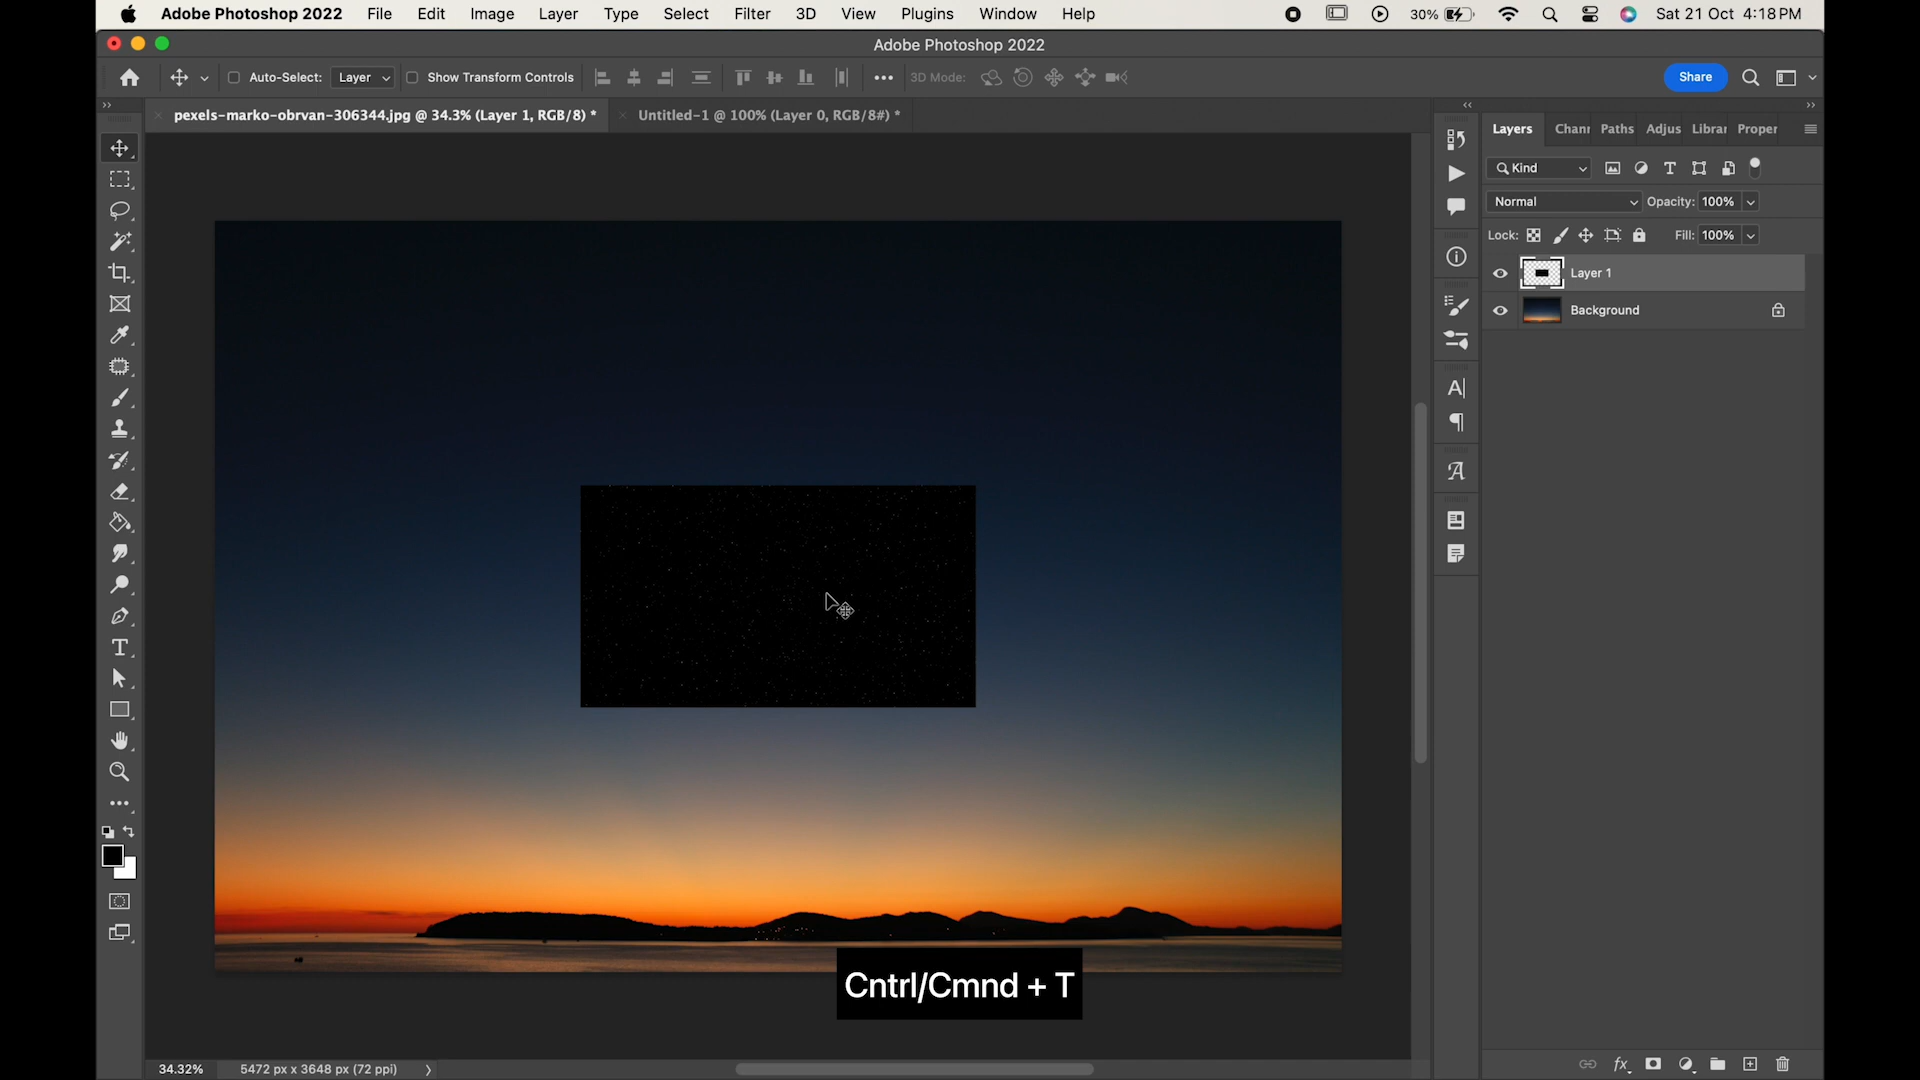 Adobe Photoshop 2022 File Edit Image Layer Type Select Filter 3D View Plugins Window Help 30% Sat 21 Oct 4:18 PM
Adobe Photoshop 2022
Auto-Select: Layer Show Transform Controls 3D Mode: Share
pexels-marko-obrvan-306344.jpg @ 34.3% (Layer 1, RGB/8) * Untitled-1 @ 100% (Layer 0, RGB/8#) *
Layers Chann Paths Adjus Librar Proper
Kind
Normal Opacity: 100%
Lock: Fill: 100%
Layer 1
Background
Cntrl/Cmnd + T
34.32% 5472 px x 3648 px (72 ppi)